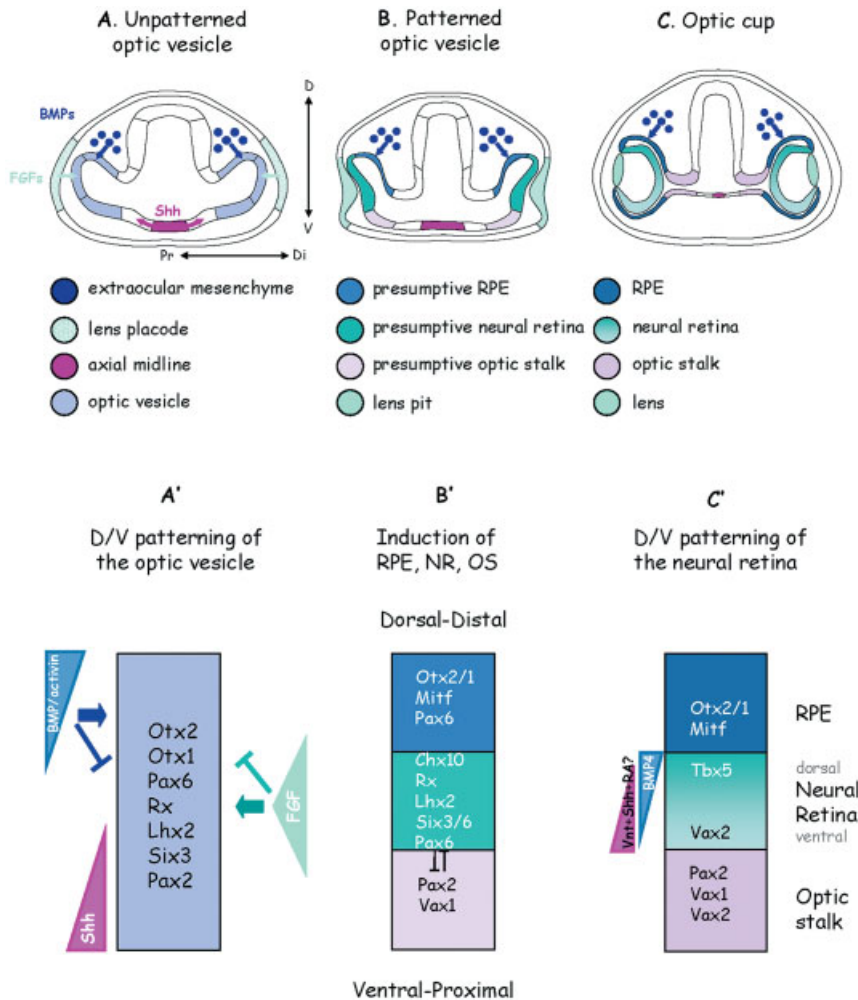 A. Unpatterned
optic vesicle
B. Patterned
optic vesicle
C. Optic cup
BMPs
FGFs
Shh
D
V
Pr
Di
extraocular mesenchyme
lens placode
axial midline
optic vesicle
presumptive RPE
presumptive neural retina
presumptive optic stalk
lens pit
RPE
neural retina
optic stalk
lens
A'
D/V patterning of
the optic vesicle
B'
Induction of
RPE, NR, OS
C'
D/V patterning of
the neural retina
Dorsal-Distal
BMP/activin
Shh
Otx2
Otx1
Pax6
Rx
Lhx2
Six3
Pax2
FGF
Otx2/1
Mitf
Pax6
Chx10
Rx
Lhx2
Six3/6
Pax6
Pax2
Vax1
Vnt+Shh+RA?
BMP4
Otx2/1
Mitf
Tbx5
Vax2
Pax2
Vax1
Vax2
RPE
dorsal
Neural
Retina
ventral
Optic
stalk
Ventral-Proximal